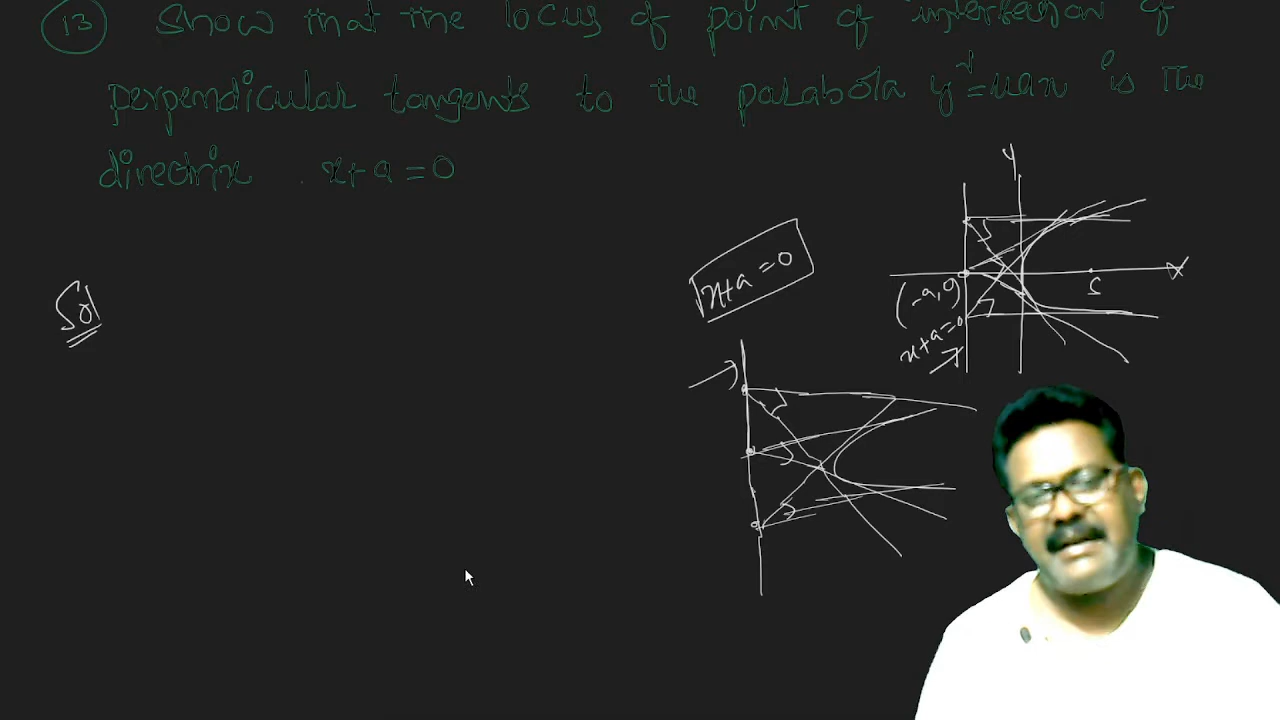 13 Show that the locus of point of intersection of
perpendicular tangents to the parabola y²=4ax is the
directrix x+a=0
Sol
x+a=0
y
x
S
(-a,0)
x+a=0